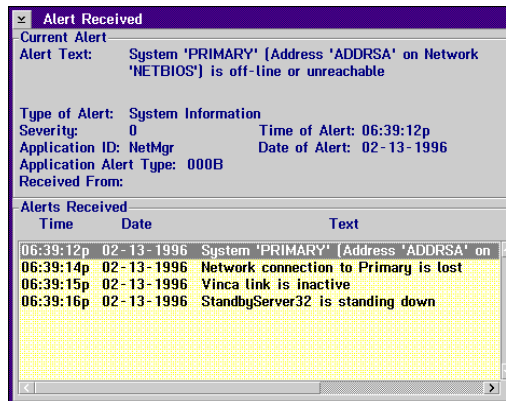 Alert Received
Current Alert
Alert Text: System 'PRIMARY' (Address 'ADDRSA' on Network
'NETBIOS') is off-line or unreachable
Type of Alert: System Information
Severity: 0 Time of Alert: 06:39:12p
Application ID: NetMgr Date of Alert: 02-13-1996
Application Alert Type: 000B
Received From:
Alerts Received
Time Date Text
06:39:12p 02-13-1996 System 'PRIMARY' (Address 'ADDRSA' on
06:39:14p 02-13-1996 Network connection to Primary is lost
06:39:15p 02-13-1996 Vinca link is inactive
06:39:16p 02-13-1996 StandbyServer32 is standing down